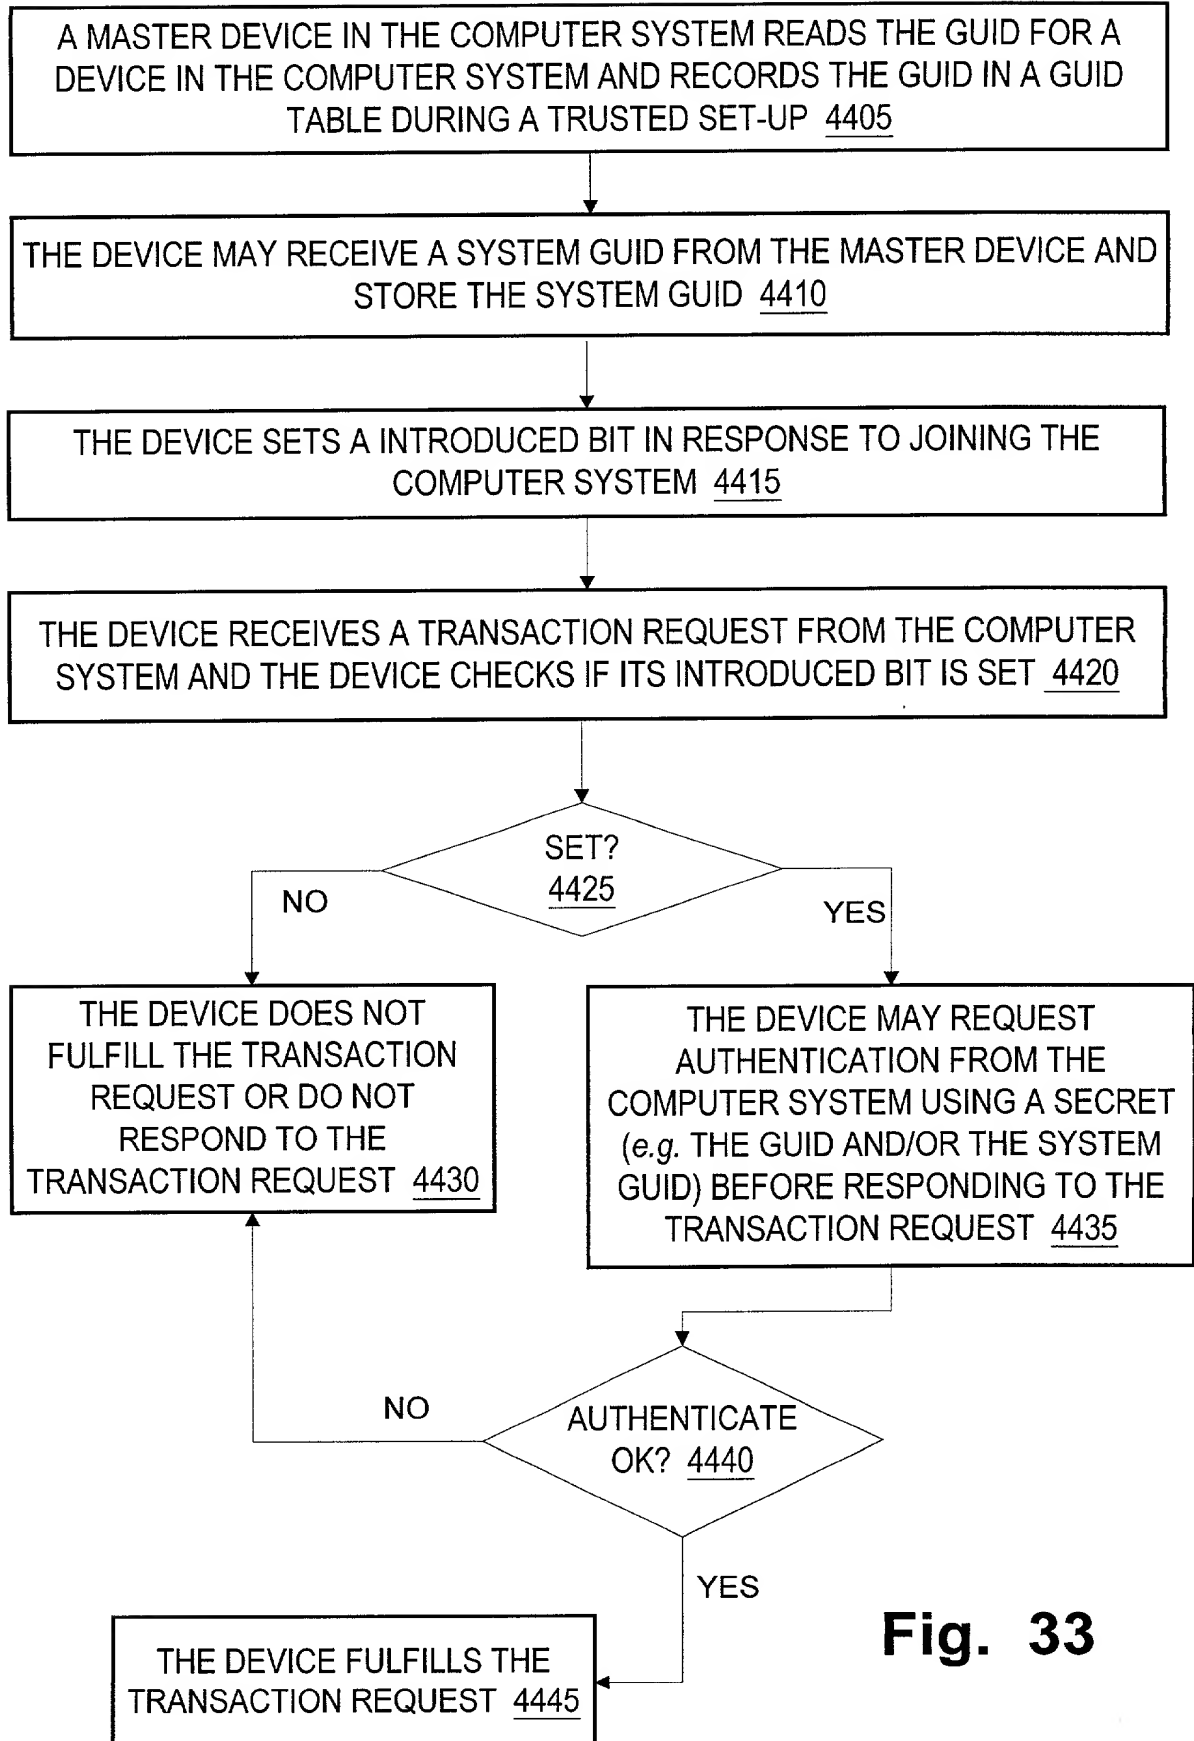 A MASTER DEVICE IN THE COMPUTER SYSTEM READS THE GUID FOR A
DEVICE IN THE COMPUTER SYSTEM AND RECORDS THE GUID IN A GUID
TABLE DURING A TRUSTED SET-UP 4405
THE DEVICE MAY RECEIVE A SYSTEM GUID FROM THE MASTER DEVICE AND
STORE THE SYSTEM GUID 4410
THE DEVICE SETS A INTRODUCED BIT IN RESPONSE TO JOINING THE
COMPUTER SYSTEM 4415
THE DEVICE RECEIVES A TRANSACTION REQUEST FROM THE COMPUTER
SYSTEM AND THE DEVICE CHECKS IF ITS INTRODUCED BIT IS SET 4420
SET?
4425
NO
YES
THE DEVICE DOES NOT
FULFILL THE TRANSACTION
REQUEST OR DO NOT
RESPOND TO THE
TRANSACTION REQUEST 4430
THE DEVICE MAY REQUEST
AUTHENTICATION FROM THE
COMPUTER SYSTEM USING A SECRET
(e.g. THE GUID AND/OR THE SYSTEM
GUID) BEFORE RESPONDING TO THE
TRANSACTION REQUEST 4435
NO
AUTHENTICATE
OK? 4440
YES
THE DEVICE FULFILLS THE
TRANSACTION REQUEST 4445
Fig. 33